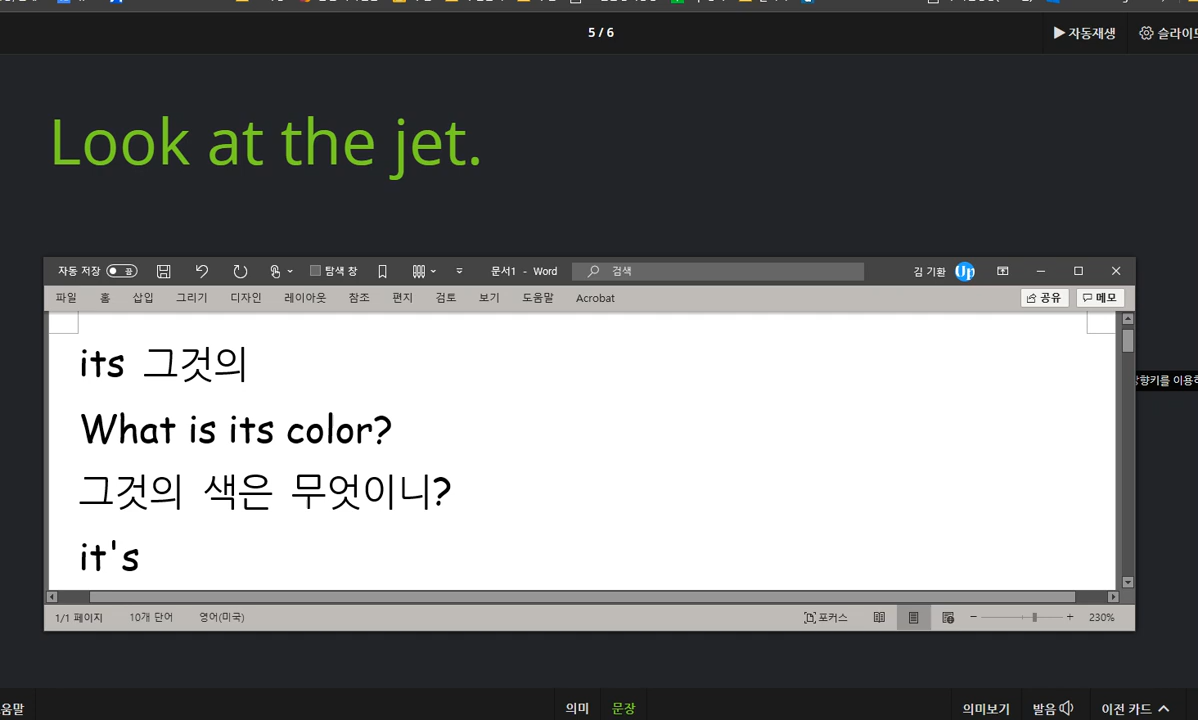 5 / 6
▶자동재생
Look at the jet.
자동 저장
끔
탐색 창
문서1 - Word
검색
김 기환
Up
파일 홈 삽입 그리기 디자인 레이아웃 참조 편지 검토 보기 도움말 Acrobat
공유
메모
its 그것의
What is its color?
그것의 색은 무엇이니?
it's
1/1 페이지 10개 단어 영어(미국)
포커스
230%
의미 문장
의미보기 발음 이전 카드